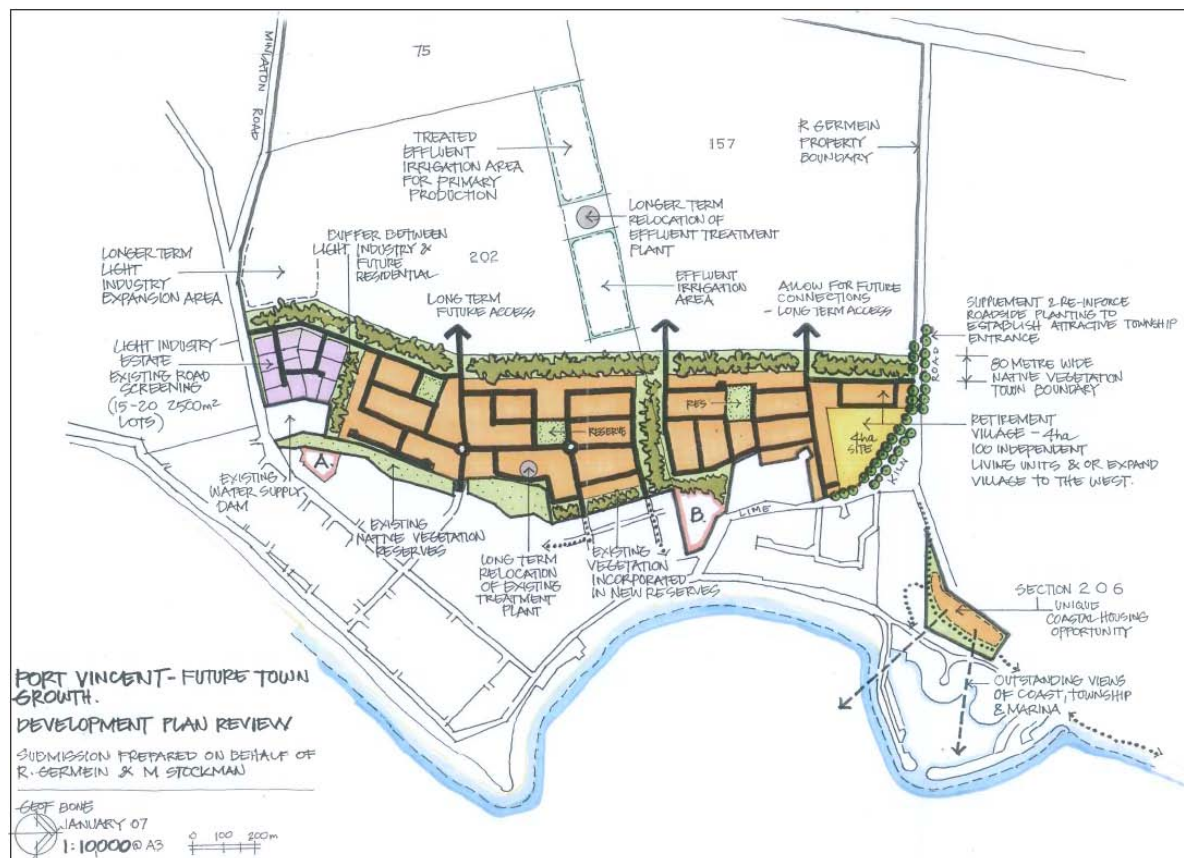 MINLATON ROAD
75
TREATED
EFFLUENT
IRRIGATION AREA
FOR PRIMARY
PRODUCTION
157
R GERMEIN
PROPERTY
BOUNDARY
LONGER TERM
RELOCATION OF
EFFLUENT TREATMENT
PLANT
BUFFER BETWEEN
LIGHT INDUSTRY &
FUTURE
RESIDENTIAL
202
LONGER TERM
LIGHT
INDUSTRY
EXPANSION AREA
EFFLUENT
IRRIGATION
AREA
LONG TERM
FUTURE ACCESS
ALLOW FOR FUTURE
CONNECTIONS
- LONG TERM ACCESS
SUPPLEMENT & RE-INFORCE
ROADSIDE PLANTING TO
ESTABLISH ATTRACTIVE TOWNSHIP
ENTRANCE
LIGHT INDUSTRY
ESTATE
EXISTING ROAD
SCREENING
(15-20 2500m²
LOTS)
80 METRE WIDE
NATIVE VEGETATION
TOWN BOUNDARY
RES
RESERVE
4ha
SITE
RETIREMENT
VILLAGE - 4ha
100 INDEPENDENT
LIVING UNITS & OR EXPAND
VILLAGE TO THE WEST.
A.
B.
LIME KILN ROAD
EXISTING
WATER SUPPLY
DAM
EXISTING
NATIVE VEGETATION
RESERVES
LONG TERM
RELOCATION
OF EXISTING
TREATMENT
PLANT
EXISTING
VEGETATION
INCORPORATED
IN NEW RESERVES
SECTION 206
UNIQUE
COASTAL HOUSING
OPPORTUNITY
OUTSTANDING VIEWS
OF COAST, TOWNSHIP
& MARINA
PORT VINCENT - FUTURE TOWN
GROWTH.
DEVELOPMENT PLAN REVIEW
SUBMISSION PREPARED ON BEHALF OF
R. GERMEIN & M STOCKMAN
GEOF BONE
JANUARY 07
1:10000 @ A3
0 100 200m